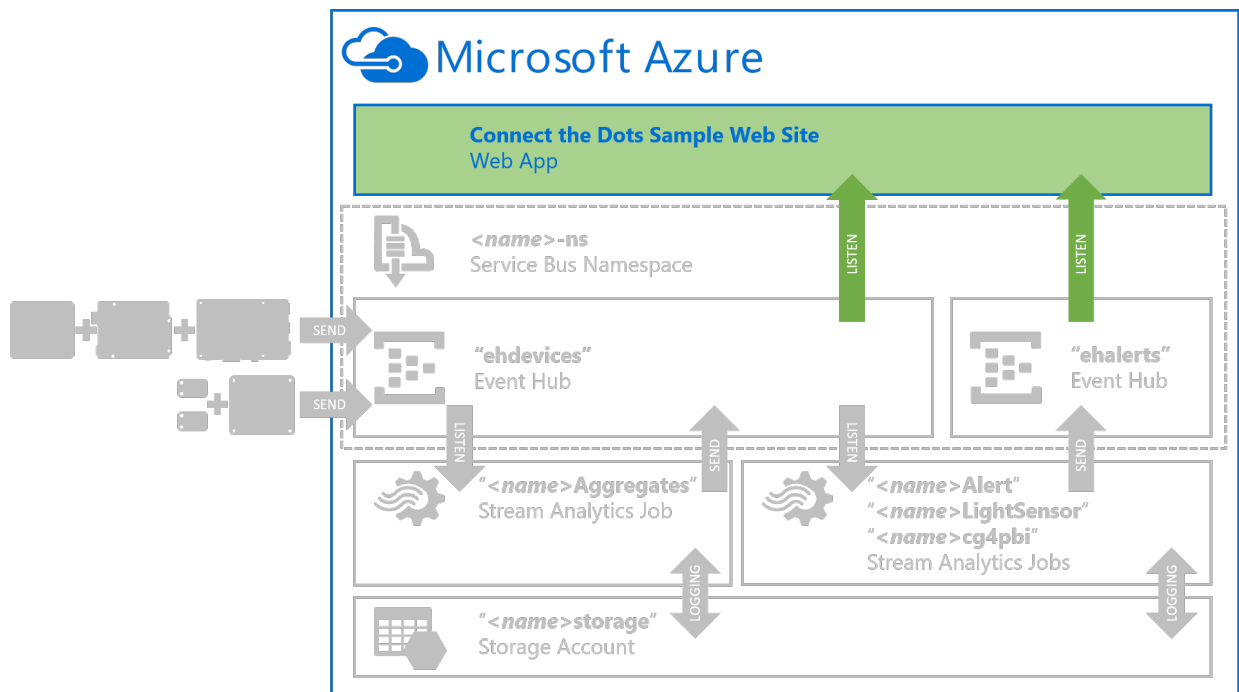 Microsoft Azure
Connect the Dots Sample Web Site
Web App
<name>-ns
Service Bus Namespace
LISTEN
LISTEN
SEND
"ehdevices"
Event Hub
"ehalerts"
Event Hub
SEND
LISTEN
SEND
LISTEN
SEND
"<name>Aggregates"
Stream Analytics Job
"<name>Alert"
"<name>LightSensor"
"<name>cg4pbi"
Stream Analytics Jobs
LOGGING
LOGGING
"<name>storage"
Storage Account